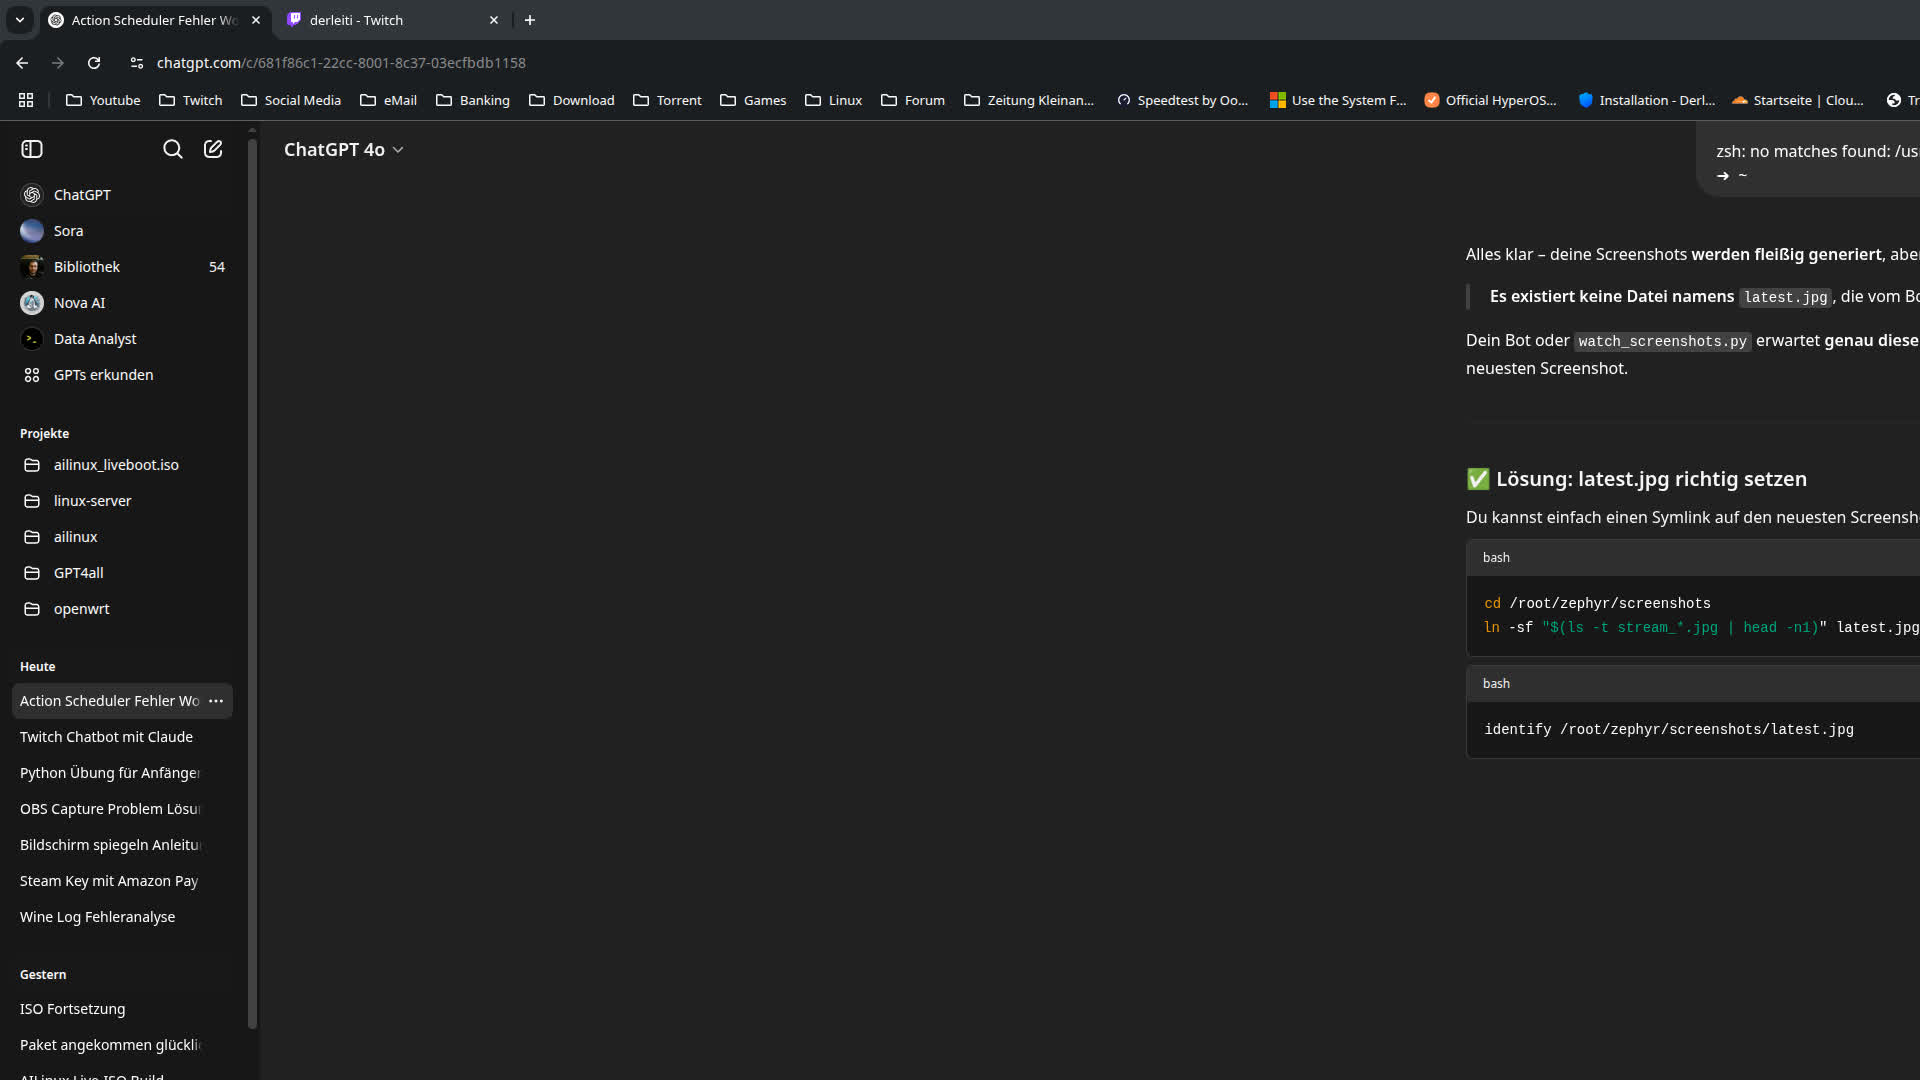 Action Scheduler Fehler Wo
derleiti - Twitch
chatgpt.com/c/681f86c1-22cc-8001-8c37-03ecfbdb1158
Youtube
Twitch
Social Media
eMail
Banking
Download
Torrent
Games
Linux
Forum
Zeitung Kleinan...
Speedtest by Oo...
Use the System F...
Official HyperOS...
Installation - Derl...
Startseite | Clou...
ChatGPT
Sora
Bibliothek 54
Nova AI
Data Analyst
GPTs erkunden
Projekte
ailinux_liveboot.iso
linux-server
ailinux
GPT4all
openwrt
Heute
Action Scheduler Fehler Wo
Twitch Chatbot mit Claude
Python Übung für Anfänger
OBS Capture Problem Lösu
Bildschirm spiegeln Anleitu
Steam Key mit Amazon Pay
Wine Log Fehleranalyse
Gestern
ISO Fortsetzung
Paket angekommen glückli
AILinux Live ISO Build
ChatGPT 4o
zsh: no matches found: /us
→ ~
Alles klar – deine Screenshots werden fleißig generiert, abe
Es existiert keine Datei namens latest.jpg, die vom Bo
Dein Bot oder watch_screenshots.py erwartet genau diese
neuesten Screenshot.
✅ Lösung: latest.jpg richtig setzen
Du kannst einfach einen Symlink auf den neuesten Screensh
bash
cd /root/zephyr/screenshots
ln -sf "$(ls -t stream_*.jpg | head -n1)" latest.jpg
bash
identify /root/zephyr/screenshots/latest.jpg